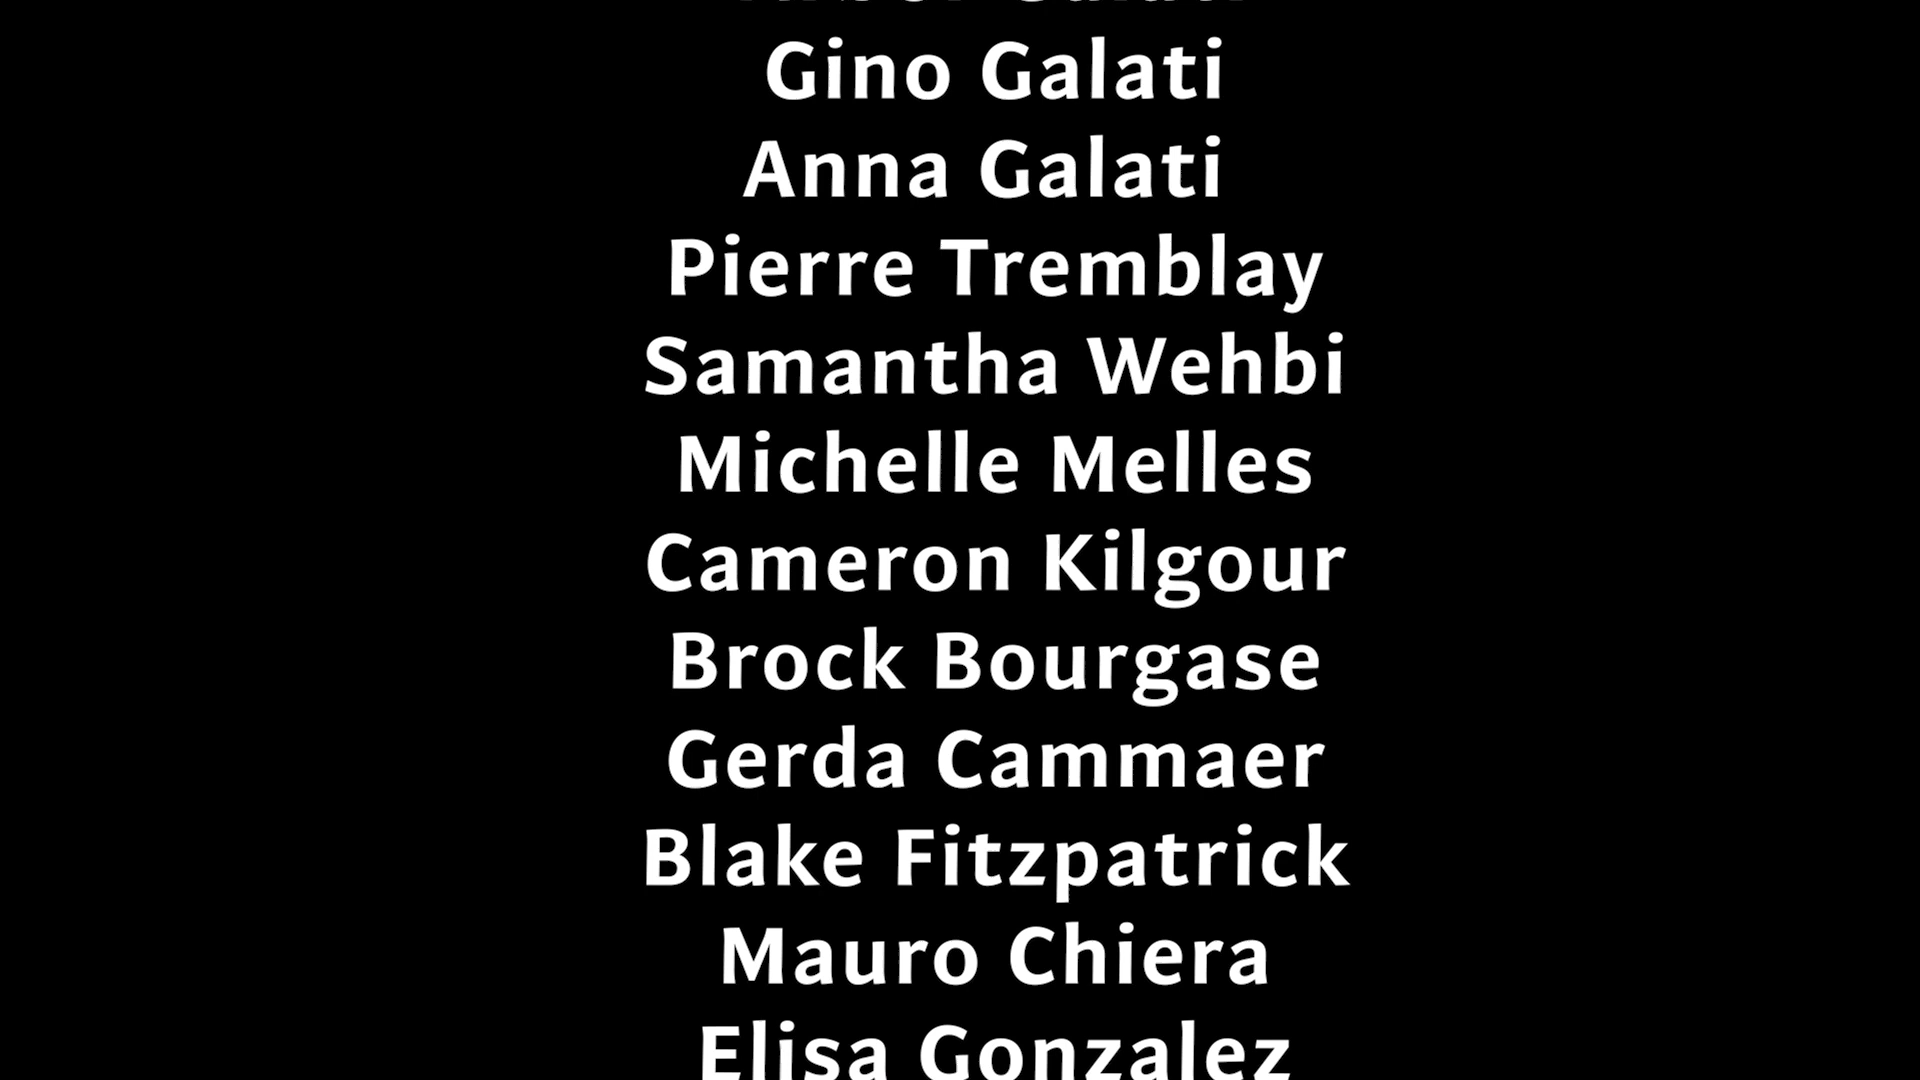 Gino Galati
Anna Galati
Pierre Tremblay
Samantha Wehbi
Michelle Melles
Cameron Kilgour
Brock Bourgase
Gerda Cammaer
Blake Fitzpatrick
Mauro Chiera
Elisa Gonzalez